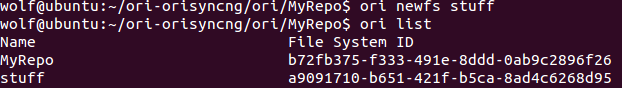 wolf@ubuntu:~/ori-orisyncng/ori/MyRepo$ ori newfs stuff
wolf@ubuntu:~/ori-orisyncng/ori/MyRepo$ ori list
Name                            File System ID
MyRepo                          b72fb375-f333-491e-8ddd-0ab9c2896f26
stuff                           a9091710-b651-421f-b5ca-8ad4c6268d95